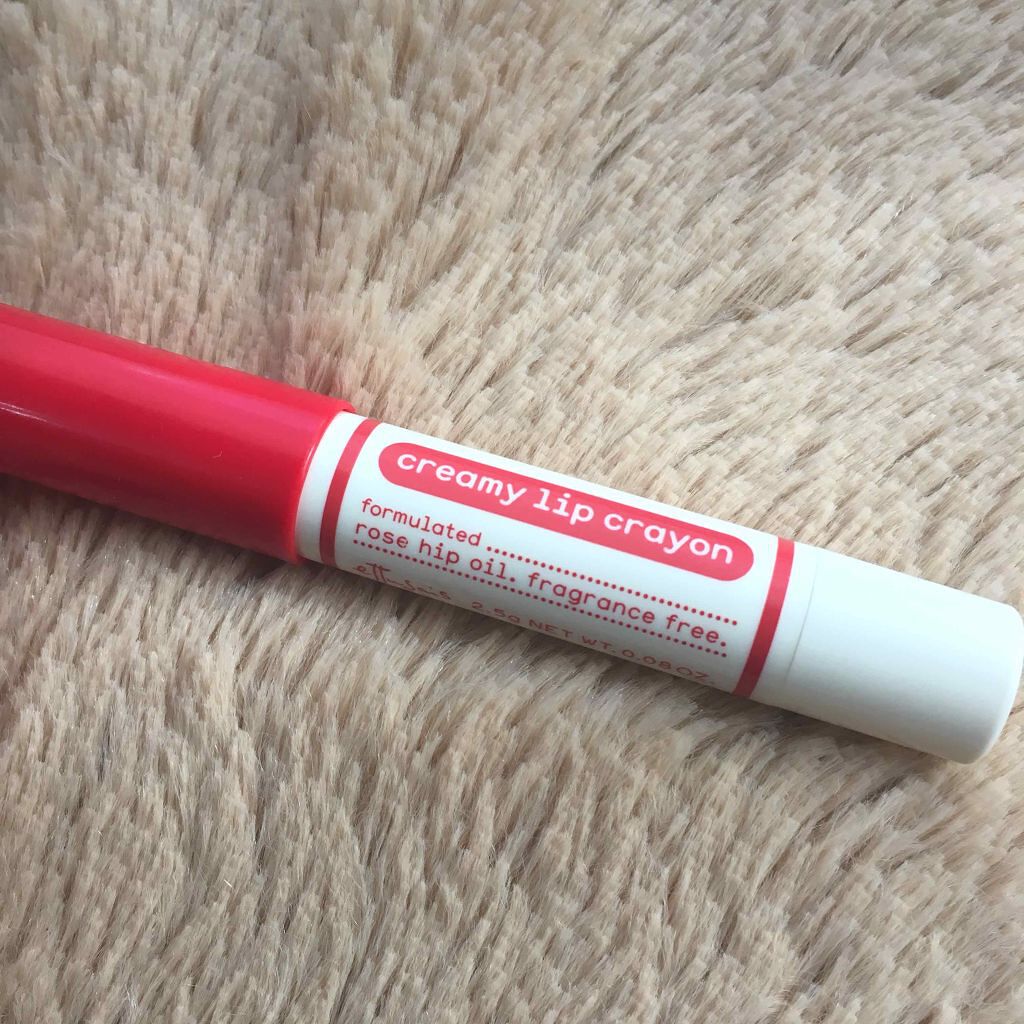 creamy lip crayon
formulated
rose hip oil. fragrance free.
2.5g NET WT. 0.08 OZ.